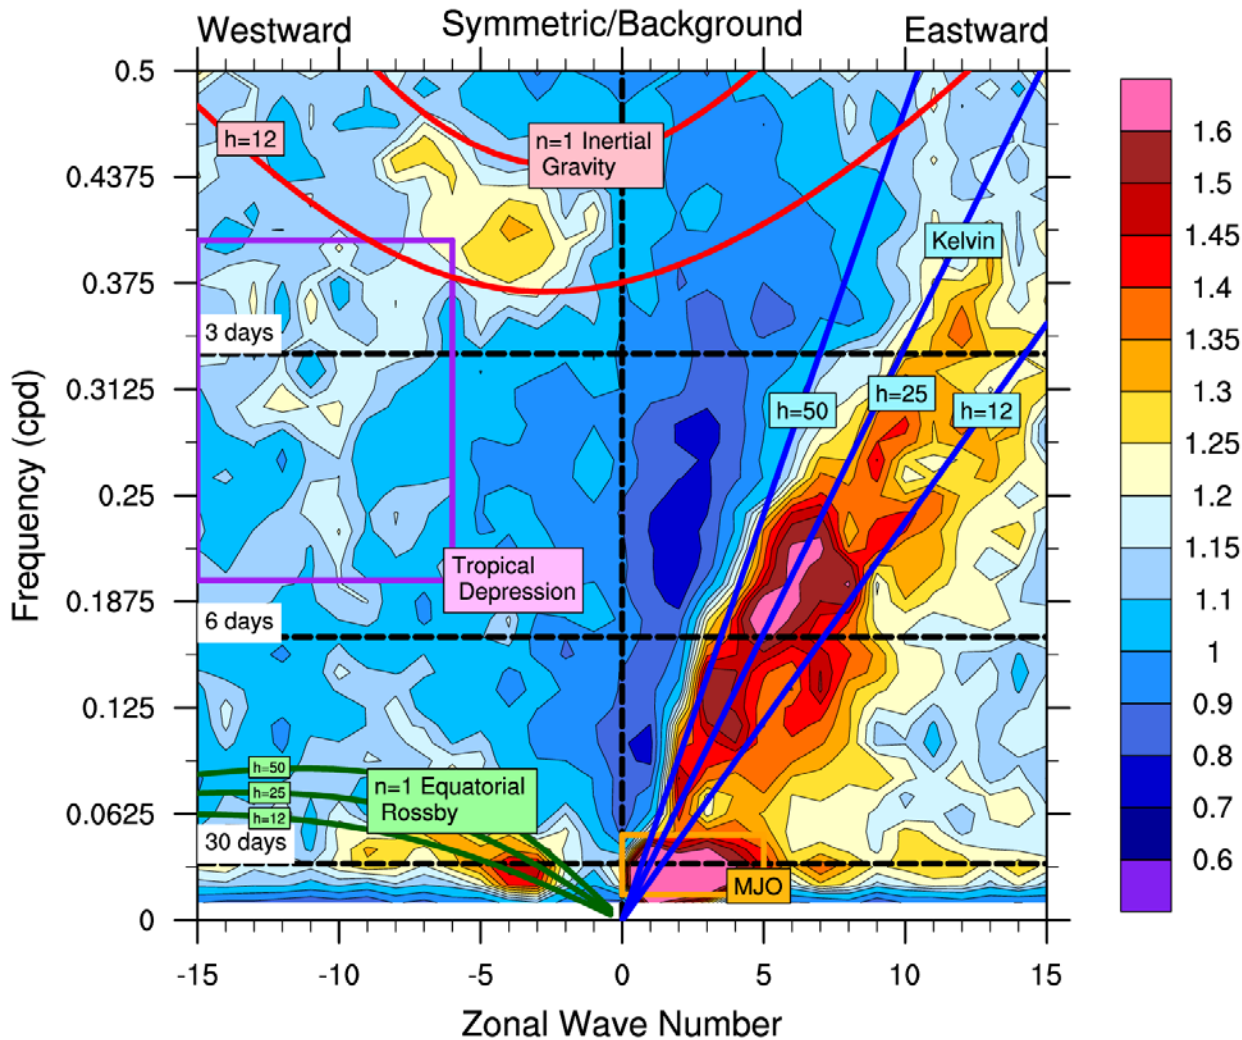 Westward
Symmetric/Background
Eastward
0.5
0.4375
0.375
0.3125
0.25
0.1875
0.125
0.0625
0
Frequency (cpd)
h=12
n=1 Inertial
Gravity
Kelvin
3 days
h=50
h=25
h=12
Tropical
Depression
6 days
h=50
h=25
h=12
n=1 Equatorial
Rossby
30 days
MJO
-15
-10
-5
0
5
10
15
Zonal Wave Number
1.6
1.5
1.45
1.4
1.35
1.3
1.25
1.2
1.15
1.1
1
0.9
0.8
0.7
0.6